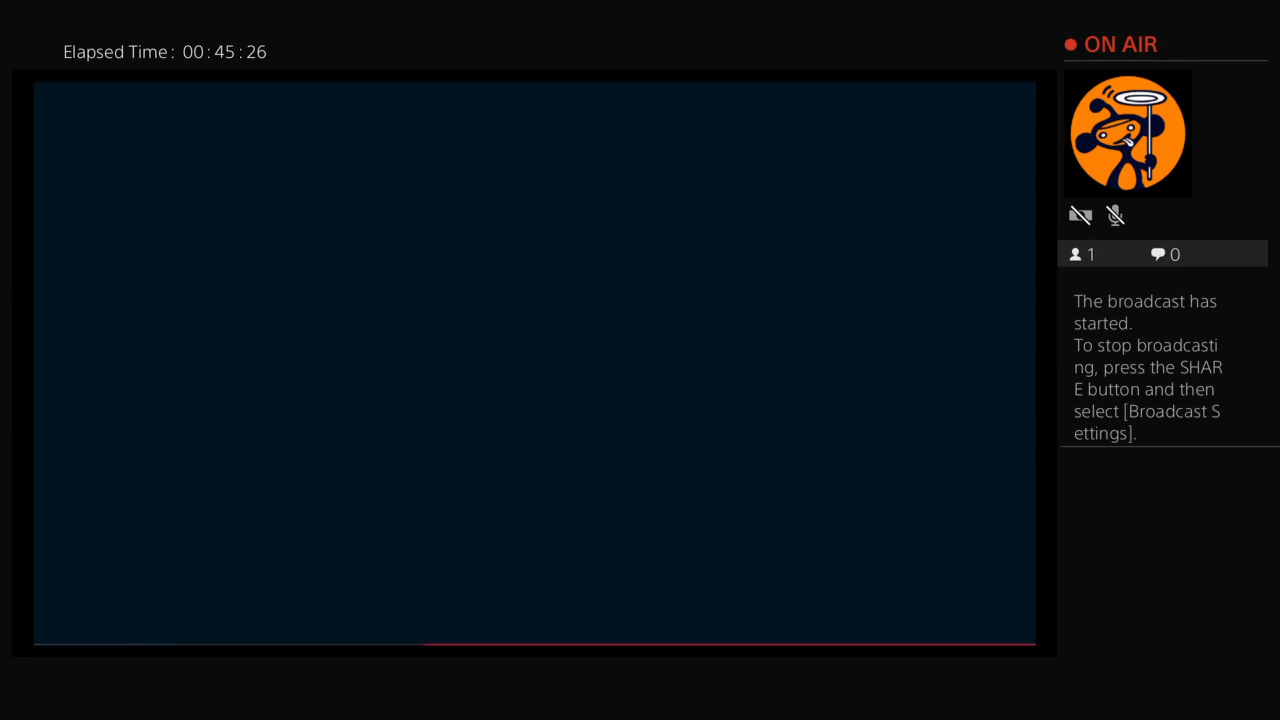 Elapsed Time: 00:45:26
ON AIR
1
0
The broadcast has
started.
To stop broadcasti
ng, press the SHAR
E button and then
select [Broadcast S
ettings].